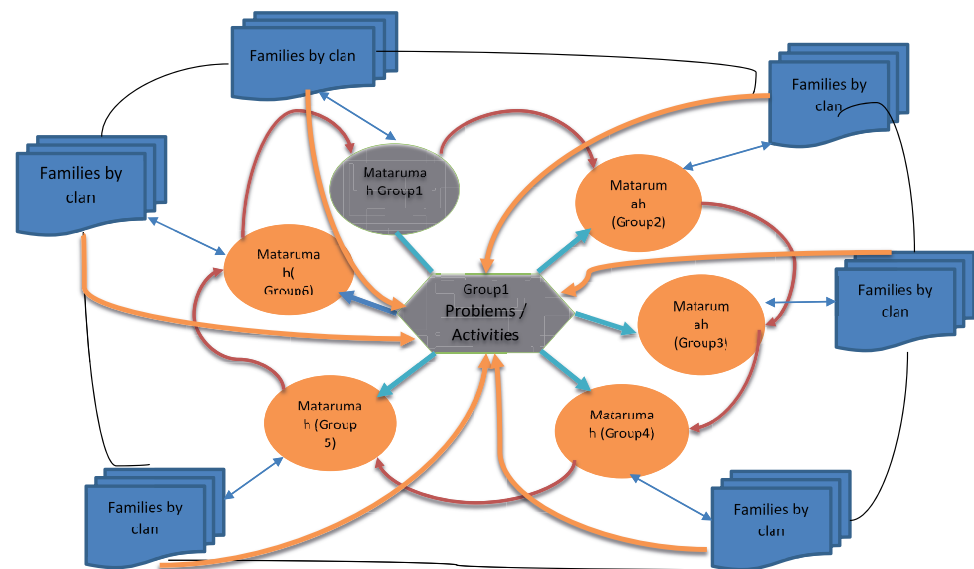 Families by clan
Families by
clan
Mataruma
h Group1
Families by
clan
Matarum
ah
(Group2)
Mataruma
h(
Group6)
Group1
Problems /
Activities
Matarum
ah
(Group3)
Families by
clan
Mataruma
h (Group
5)
Mataruma
h (Group4)
Families by
clan
Families by
clan